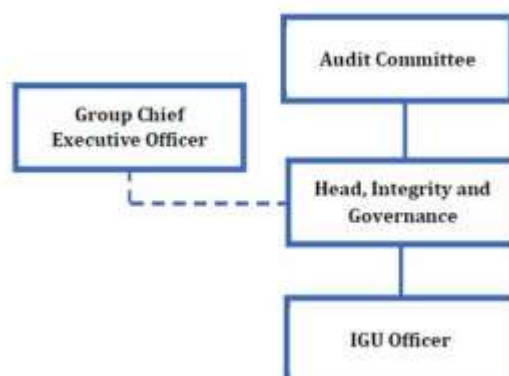 Audit Committee
Group Chief
Executive Officer
Head, Integrity and
Governance
IGU Officer